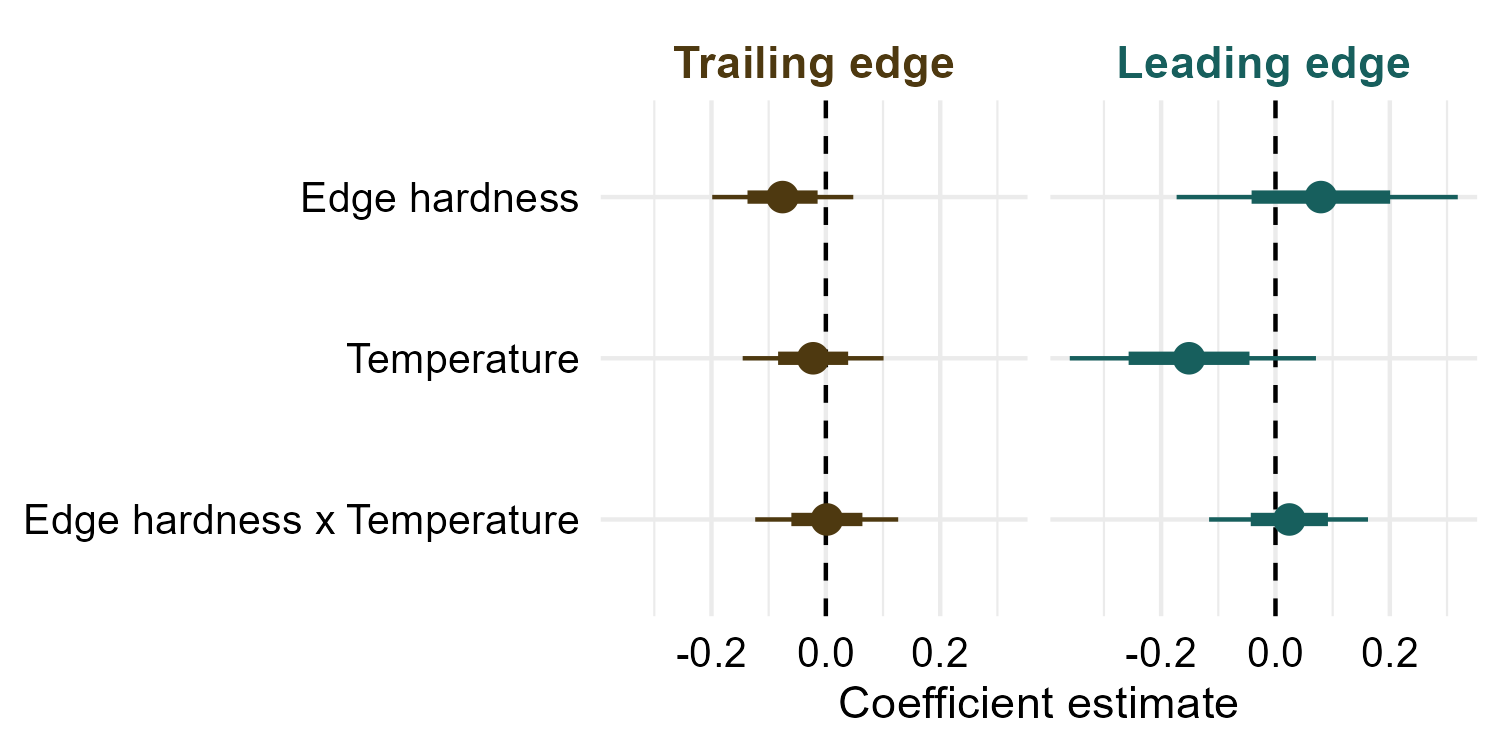 Trailing edge
Leading edge
Edge hardness
Temperature
Edge hardness x Temperature
-0.2 0.0 0.2
-0.2 0.0 0.2
Coefficient estimate